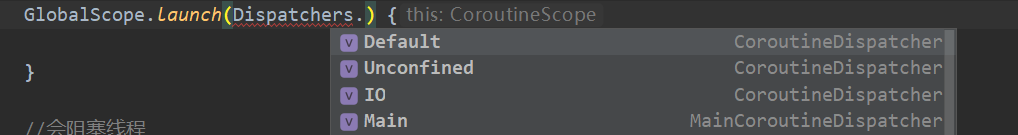 GlobalScope.launch(Dispatchers.) { this: CoroutineScope
v Default CoroutineDispatcher
v Unconfined CoroutineDispatcher
v IO CoroutineDispatcher
} 
v Main MainCoroutineDispatcher
//会阻塞线程